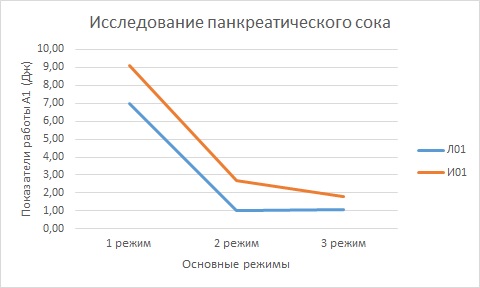 Исследование панкреатического сока
10,00
9,00
8,00
7,00
6,00
5,00
4,00
3,00
2,00
1,00
0,00
Показатели работы А1 (Дж)
1 режим 2 режим 3 режим
Основные режимы
Л01
И01